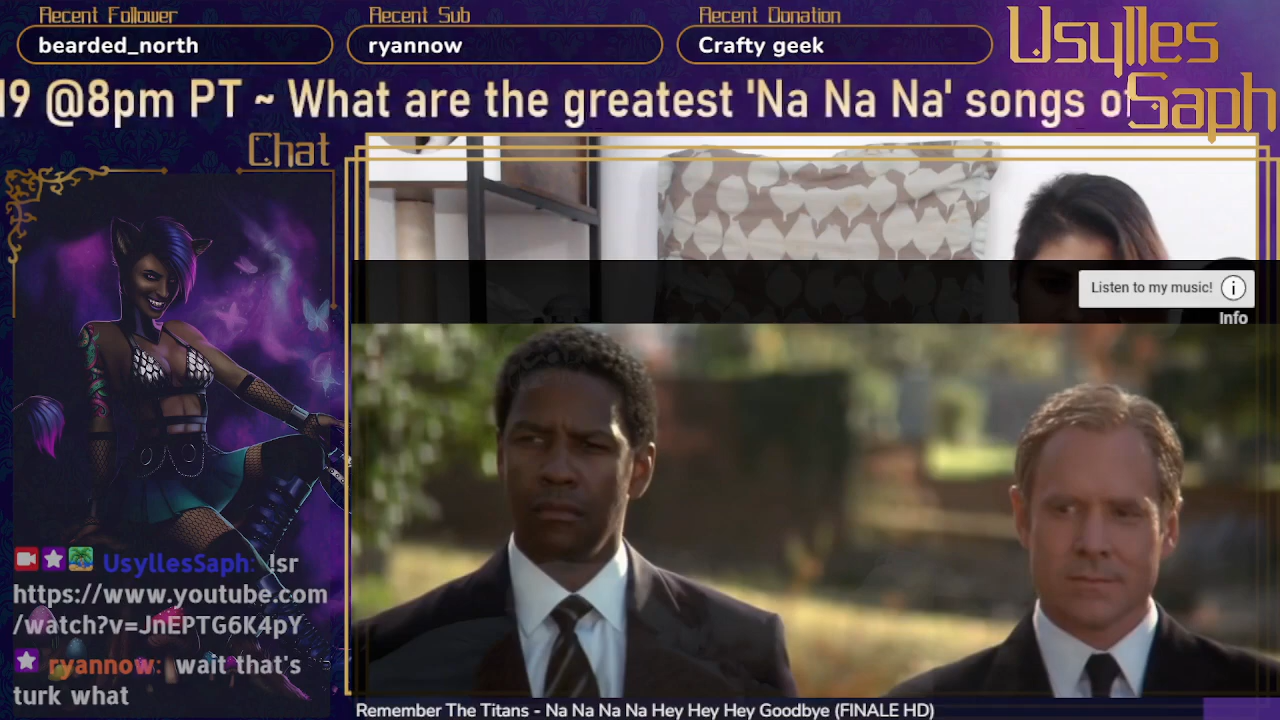 Recent Follower
bearded_north
Recent Sub
ryannow
Recent Donation
Crafty geek
Usylles
Saph
19 @8pm PT ~ What are the greatest 'Na Na Na' songs of
Chat
Listen to my music!
Info
UsyllesSaph: !sr
https://www.youtube.com
/watch?v=JnEPTG6K4pY
ryannow: wait that's
turk what
Remember The Titans - Na Na Na Na Hey Hey Hey Goodbye (FINALE HD)